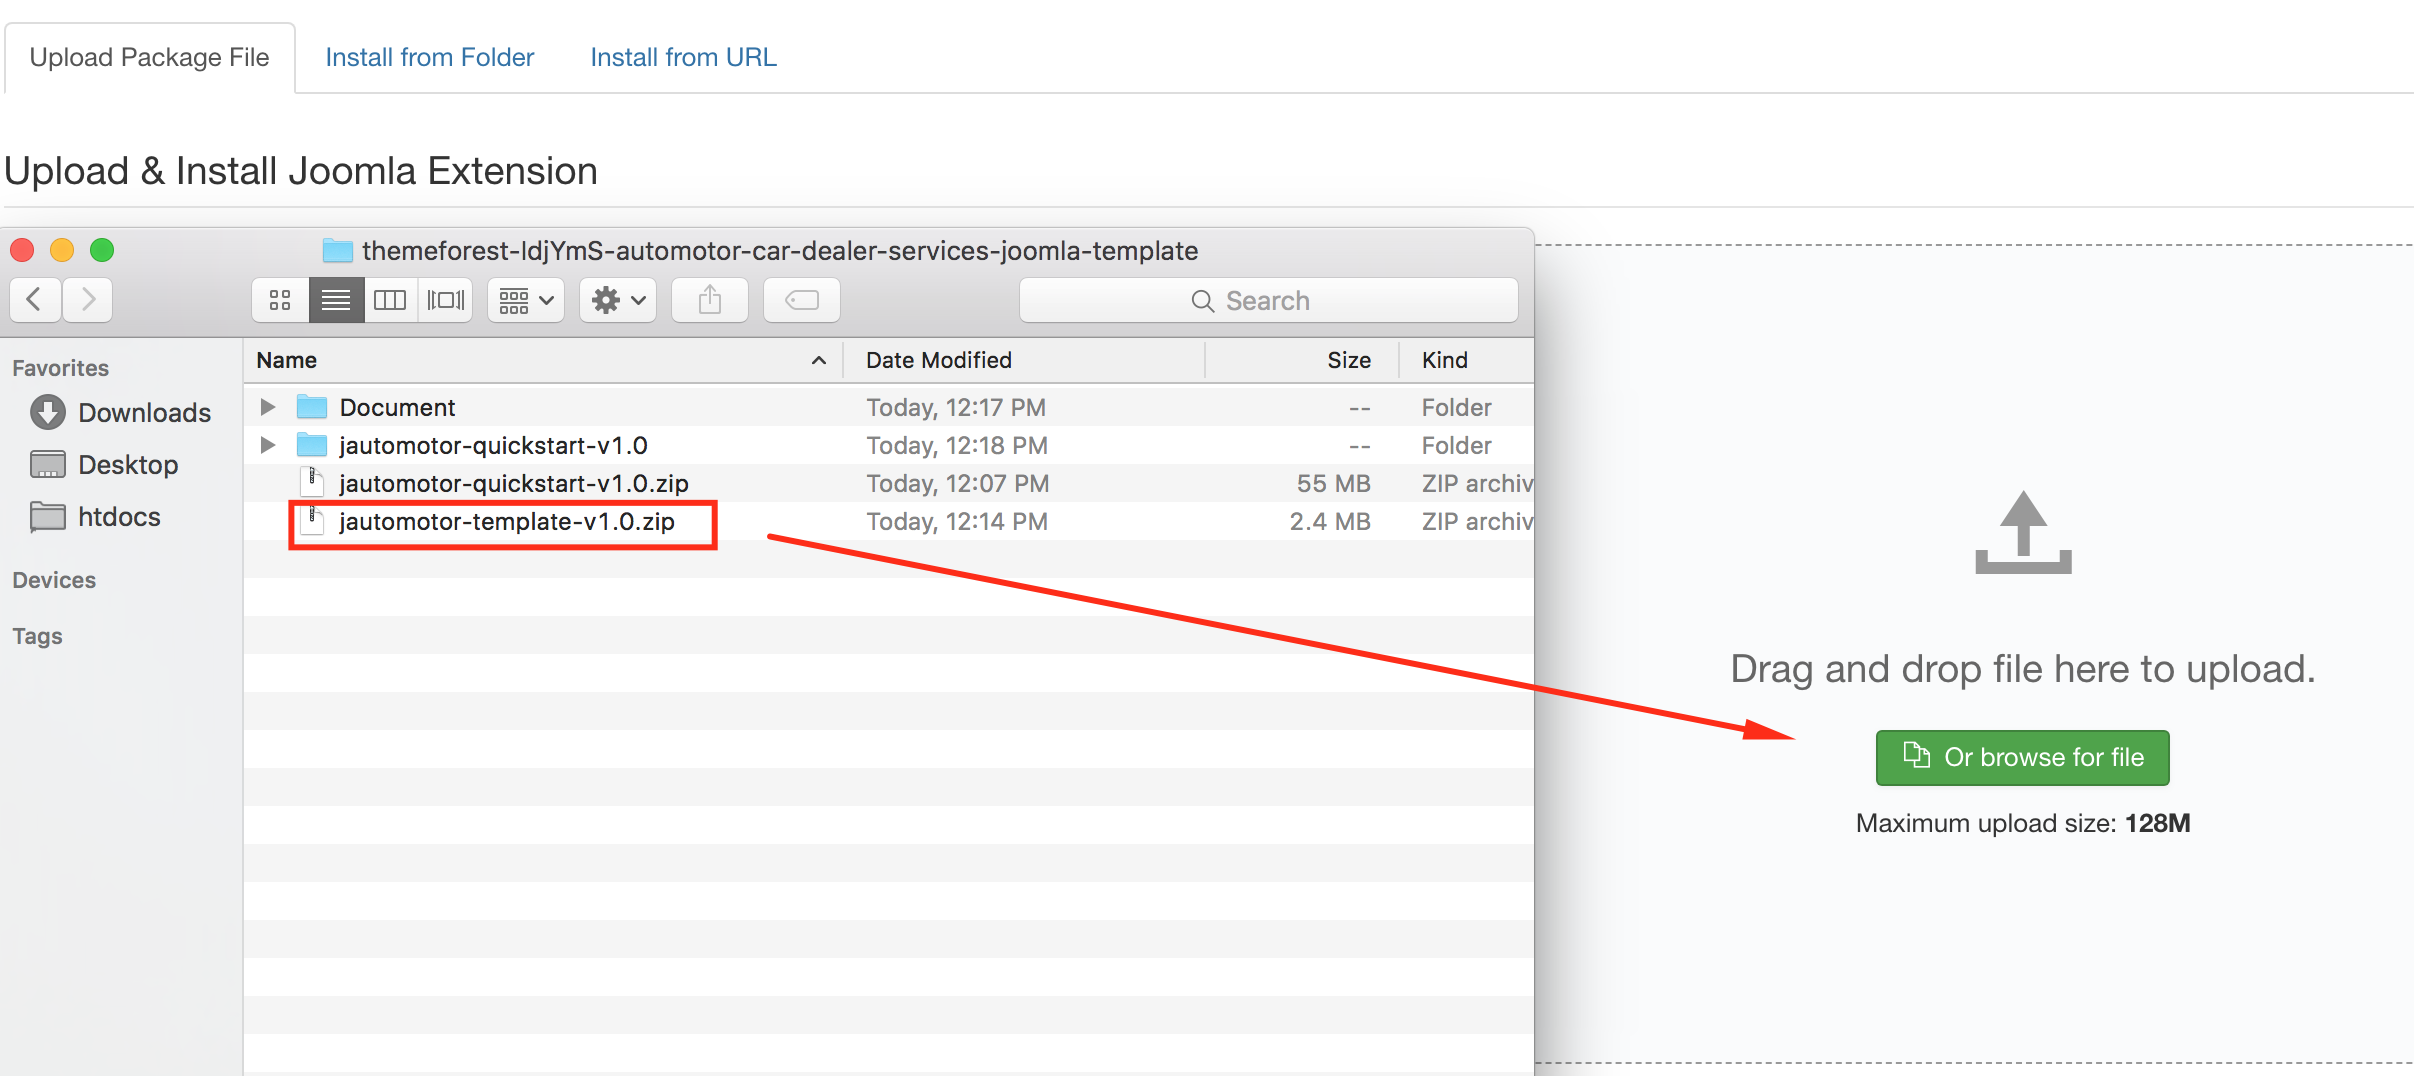 Upload Package File Install from Folder Install from URL
Upload & Install Joomla Extension
themeforest-ldjYmS-automotor-car-dealer-services-joomla-template
Search
Favorites
Downloads
Desktop
htdocs
Devices
Tags
Name Date Modified Size Kind
Document Today, 12:17 PM -- Folder
jautomotor-quickstart-v1.0 Today, 12:18 PM -- Folder
jautomotor-quickstart-v1.0.zip Today, 12:07 PM 55 MB ZIP archiv
jautomotor-template-v1.0.zip Today, 12:14 PM 2.4 MB ZIP archiv
Drag and drop file here to upload.
Or browse for file
Maximum upload size: 128M